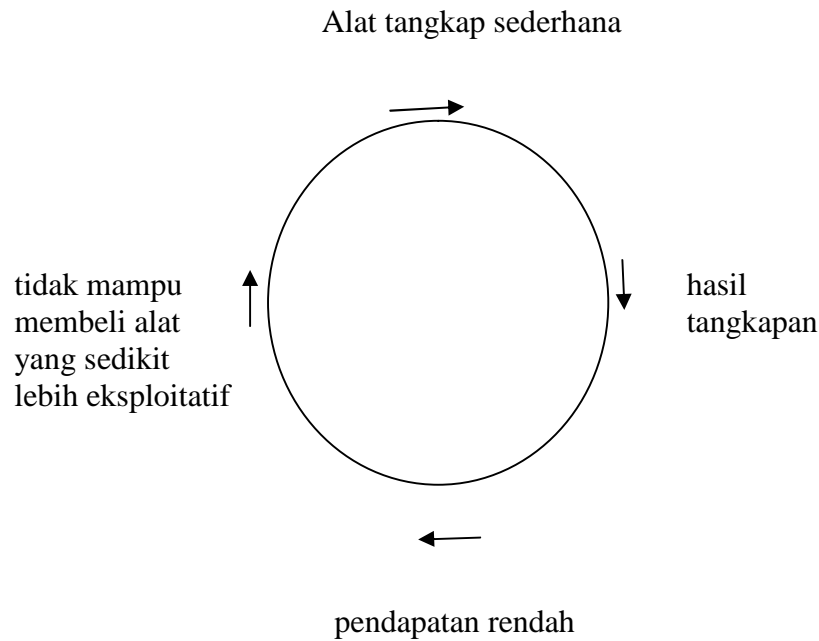 Alat tangkap sederhana
tidak mampu
membeli alat
yang sedikit
lebih eksploitatif
hasil
tangkapan
pendapatan rendah